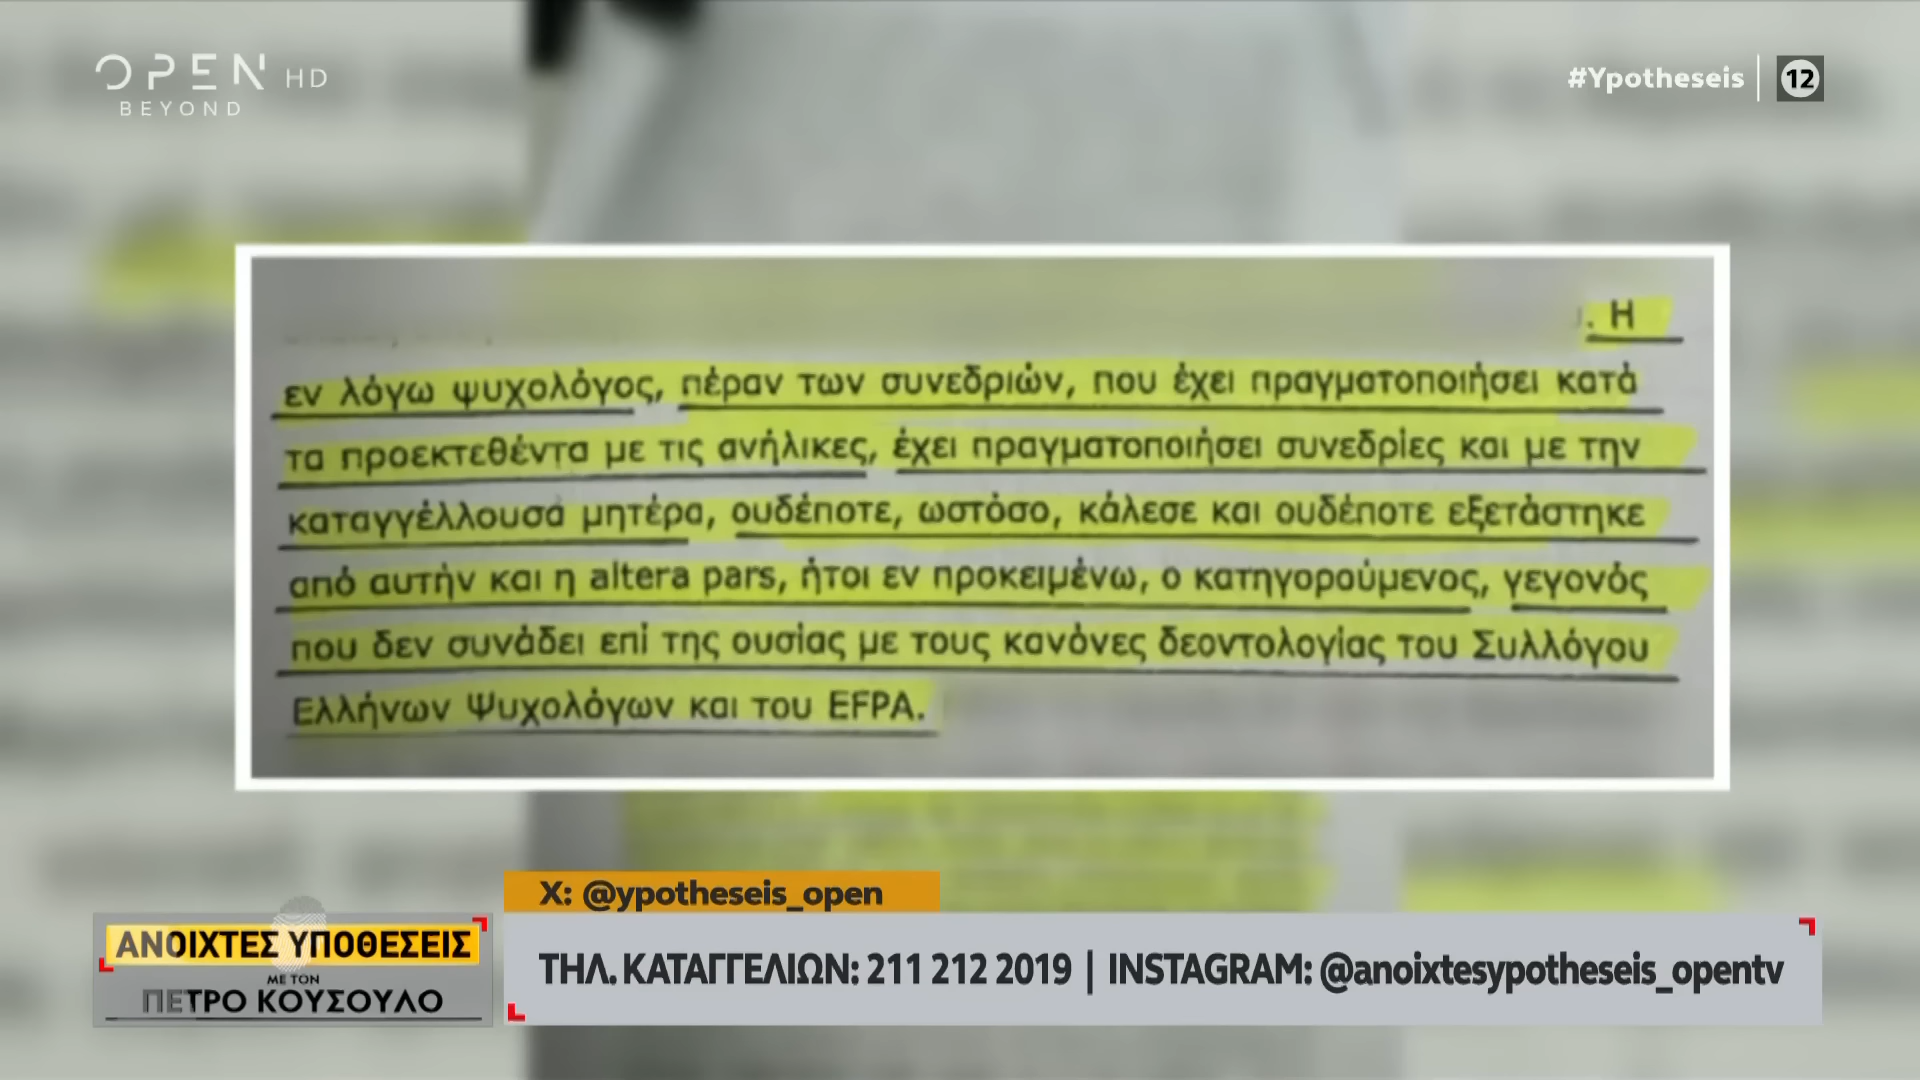 OPEN HD
BEYOND
#Ypotheseis
12
. Η
εν λόγω ψυχολόγος, πέραν των συνεδριών, που έχει πραγματοποιήσει κατά
τα προεκτεθέντα με τις ανήλικες, έχει πραγματοποιήσει συνεδρίες και με την
καταγγέλλουσα μητέρα, ουδέποτε, ωστόσο, κάλεσε και ουδέποτε εξετάστηκε
από αυτήν και η altera pars, ήτοι εν προκειμένω, ο κατηγορούμενος, γεγονός
που δεν συνάδει επί της ουσίας με τους κανόνες δεοντολογίας του Συλλόγου
Ελλήνων Ψυχολόγων και του EFPA.
X: @ypotheseis_open
ΑΝΟΙΧΤΕΣ ΥΠΟΘΕΣΕΙΣ
ΜΕ ΤΟΝ
ΠΕΤΡΟ ΚΟΥΣΟΥΛΟ
ΤΗΛ. ΚΑΤΑΓΓΕΛΙΩΝ: 211 212 2019 | INSTAGRAM: @anoixtesypotheseis_opentv